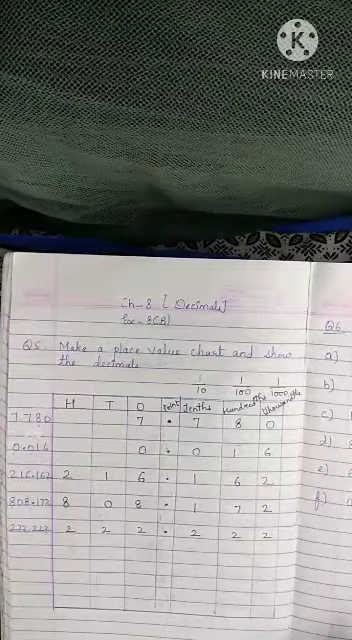 K
KINEMASTER
Ch-8 [Decimals]
Ex-8(B)
Q5. Make a place value chart and show
the decimals.
1/10 1/100 1/1000
H T O Point Tenths Hundredths Thousandths
7.780 7 . 7 8 0
0.016 0 . 0 1 6
216.162 2 1 6 . 1 6 2
808.172 8 0 8 . 1 7 2
222.222 2 2 2 . 2 2 2
Q6
a)
b)
c)
d)
e)
f)